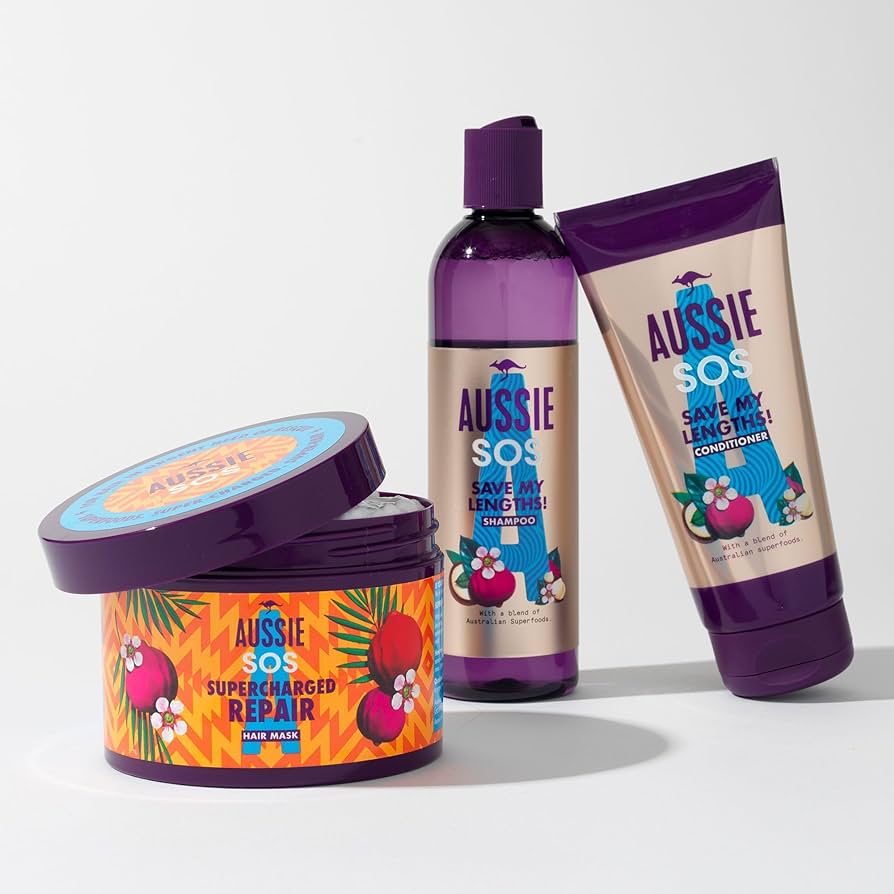 AUSSIE
SOS
SAVE MY
LENGTHS!
SHAMPOO
With a blend of
Australian Superfoods.
AUSSIE
SOS
SAVE MY
LENGTHS!
CONDITIONER
With a blend of
Australian superfoods.
AUSSIE
SOS
AUSSIE
SOS
SUPERCHARGED
REPAIR
HAIR MASK